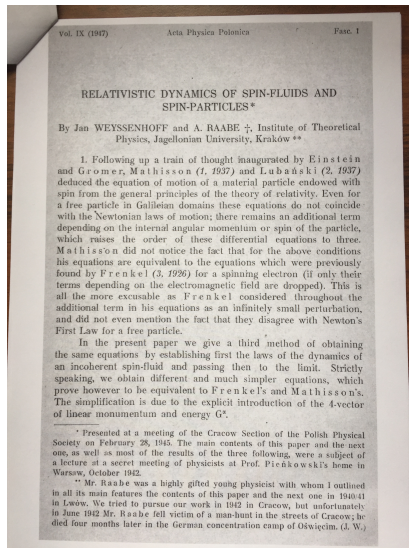 Vol. IX (1947) Acta Physica Polonica Fasc. 1
RELATIVISTIC DYNAMICS OF SPIN-FLUIDS AND
SPIN-PARTICLES*
By Jan WEYSSENHOFF and A. RAABE †, Institute of Theoretical
Physics, Jagellonian University, Kraków **
1. Following up a train of thought inaugurated by Einstein
and Gromer, Mathisson (1, 1937) and Lubański (2, 1937)
deduced the equation of motion of a material particle endowed with
spin from the general principles of the theory of relativity. Even for
a free particle in Galileian domains these equations do not coincide
with the Newtonian laws of motion; there remains an additional term
depending on the internal angular momentum or spin of the particle,
which raises the order of these differential equations to three.
Mathisson did not notice the fact that for the above conditions
his equations are equivalent to the equations which were previously
found by Frenkel (3, 1926) for a spinning electron (if only their
terms depending on the electromagnetic field are dropped). This is
all the more excusable as Frenkel considered throughout the
additional term in his equations as an infinitely small perturbation,
and did not even mention the fact that they disagree with Newton's
First Law for a free particle.
In the present paper we give a third method of obtaining
the same equations by establishing first the laws of the dynamics of
an incoherent spin-fluid and passing then to the limit. Strictly
speaking, we obtain different and much simpler equations, which
prove however to be equivalent to Frenkel's and Mathisson's.
The simplification is due to the explicit introduction of the 4-vector
of linear monumentum and energy
* Presented at a meeting of the Cracow Section of the Polish Physical
Society on February 28, 1945. The main contents of this paper and the next
one, as well as most of the results of the three following, were a subject of
a lecture at a secret meeting of physicists at Prof. Pieńkowski's home in
Warsaw, October 1942.
** Mr. Raabe was a highly gifted young physicist with whom I outlined
in all its main features the contents of this paper and the next one in 1940/41
in Lwów. We tried to pursue our work in 1942 in Cracow, but unfortunately
in June 1942 Mr. Raabe fell victim of a man-hunt in the streets of Cracow; he
died four months later in the German concentration camp of Oświęcim. (J. W.)